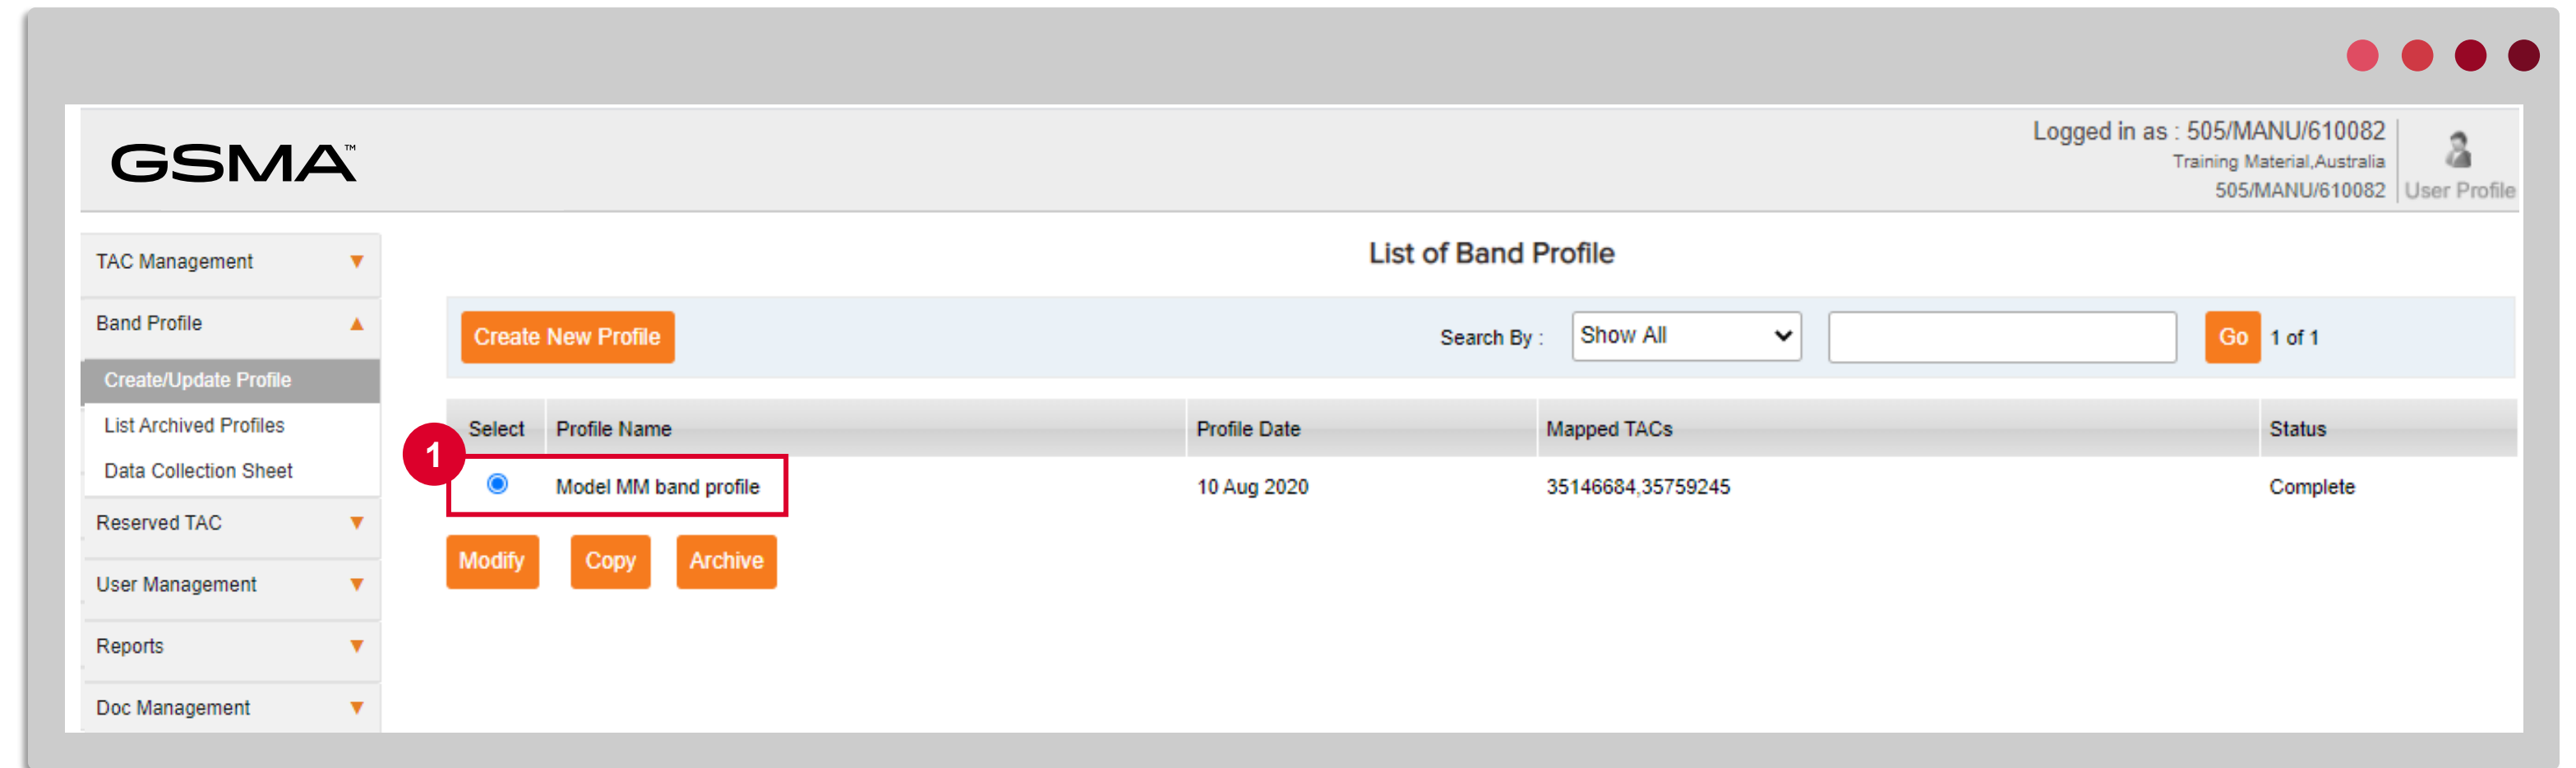 GSMA™
Logged in as : 505/MANU/610082
Training Material,Australia
505/MANU/610082
User Profile
TAC Management
Band Profile
Create/Update Profile
List Archived Profiles
Data Collection Sheet
Reserved TAC
User Management
Reports
Doc Management
List of Band Profile
Create New Profile
Search By : Show All Go 1 of 1
Select Profile Name Profile Date Mapped TACs Status
1
Model MM band profile 10 Aug 2020 35146684,35759245 Complete
Modify Copy Archive